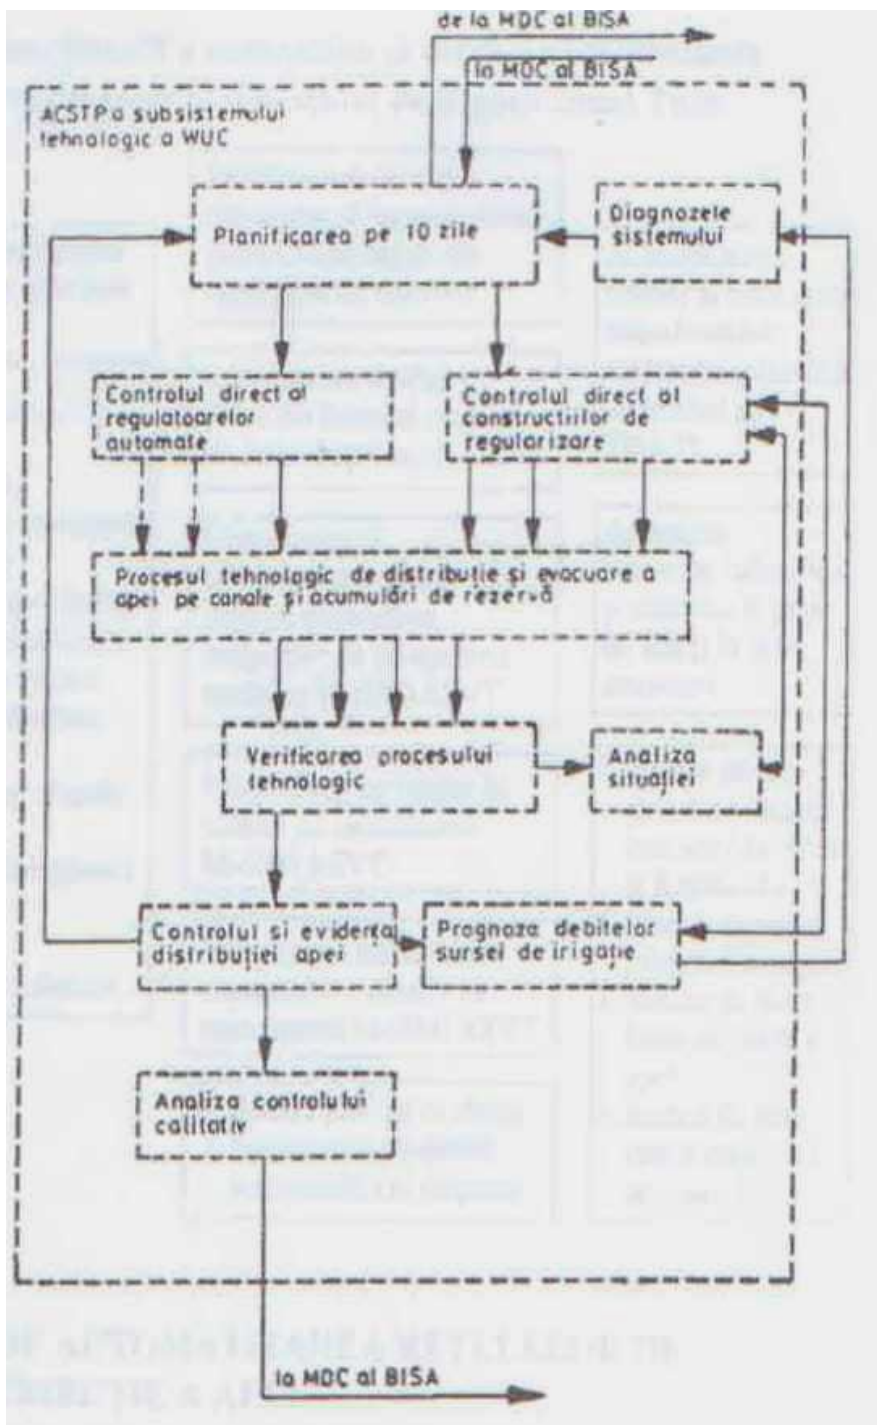 de la MDC al BISA
la MDC al BISA
ACSTP a subsistemului
tehnologic a WUC
Planificarea pe 10 zile
Diagnozele
sistemului
Controlul direct al
regulatoarelor
automate
Controlul direct al
constructiilor de
regularizare
Procesul tehnologic de distribuție și evacuare a
apei pe canale și acumulări de rezervă
Verificarea procesului
tehnologic
Analiza
situației
Controlul si evidența
distribuției apei
Prognoza debitelor
sursei de irigație
Analiza controlului
calitativ
la MDC al BISA